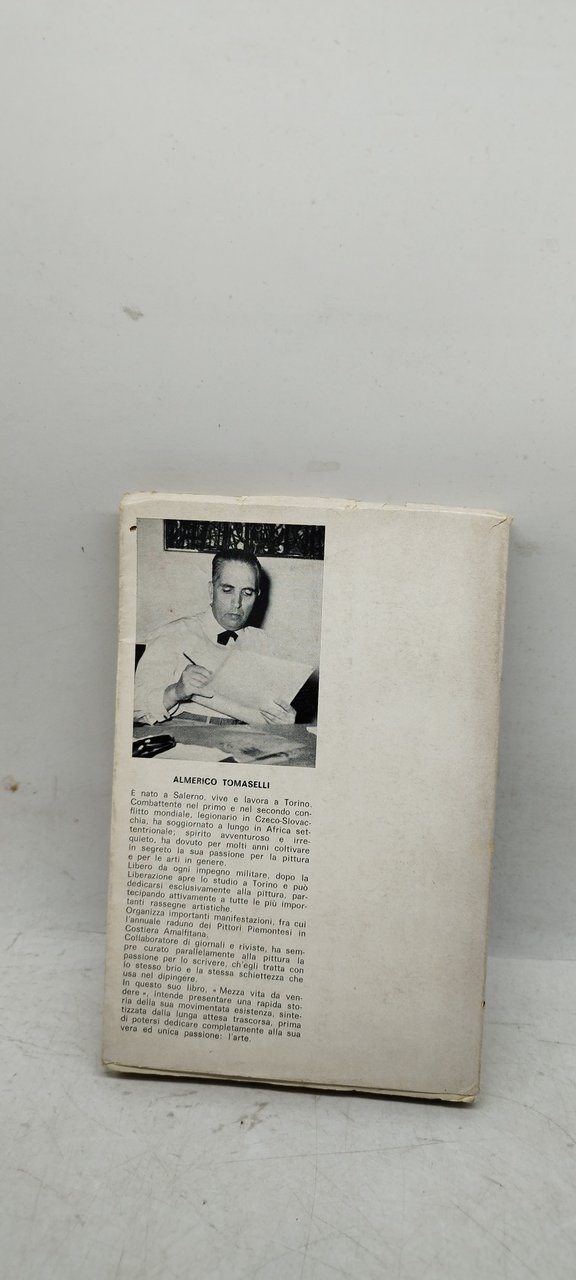 ALMERICO TOMASELLI
È nato a Salerno, vive e lavora a Torino.
Combattente nel primo e nel secondo con-
flitto mondiale, legionario in Czeco-Slovac-
chia, ha soggiornato a lungo in Africa set-
tentrionale; spirito avventuroso e irre-
quieto, ha dovuto per molti anni coltivare
in segreto la sua passione per la pittura
e per le arti in genere.
Libero da ogni impegno militare, dopo la
Liberazione apre lo studio a Torino e può
dedicarsi esclusivamente alla pittura, par-
tecipando attivamente a tutte le più impor-
tanti rassegne artistiche.
Organizza importanti manifestazioni, fra cui
l'annuale raduno dei Pittori Piemontesi in
Costiera Amalfitana.
Collaboratore di giornali e riviste, ha sem-
pre curato parallelamente alla pittura la
passione per lo scrivere, ch'egli tratta con
lo stesso brio e la stessa schiettezza che
usa nel dipingere.
In questo suo libro, « Mezza vita da ven-
dere », intende presentare una rapida sto-
ria della sua movimentata esistenza, sinte-
tizzata dalla lunga attesa trascorsa, prima
di potersi dedicare completamente alla sua
vera ed unica passione: l'arte.